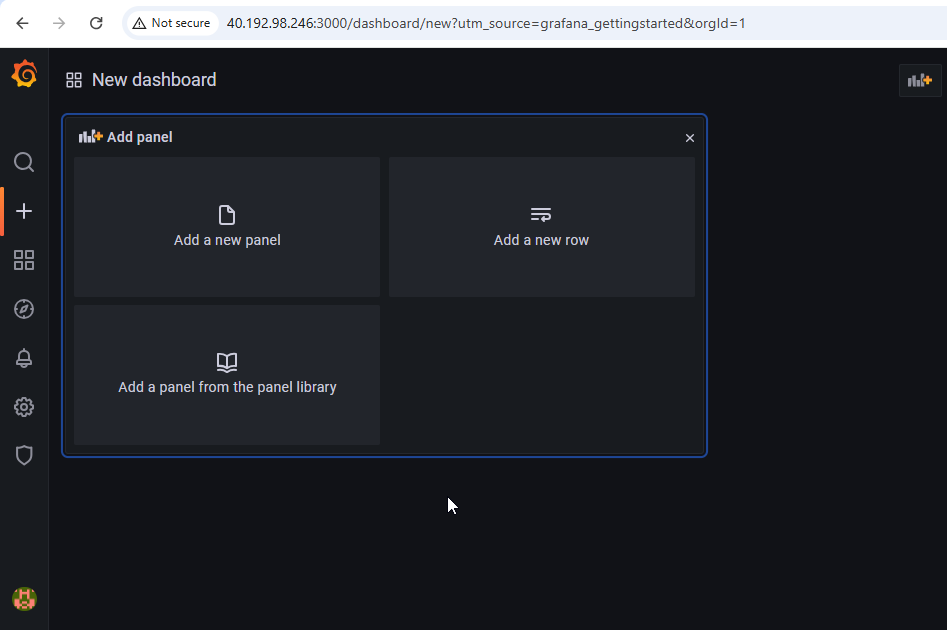 Not secure 40.192.98.246:3000/dashboard/new?utm_source=grafana_gettingstarted&orgId=1
New dashboard
Add panel
Add a new panel
Add a new row
Add a panel from the panel library